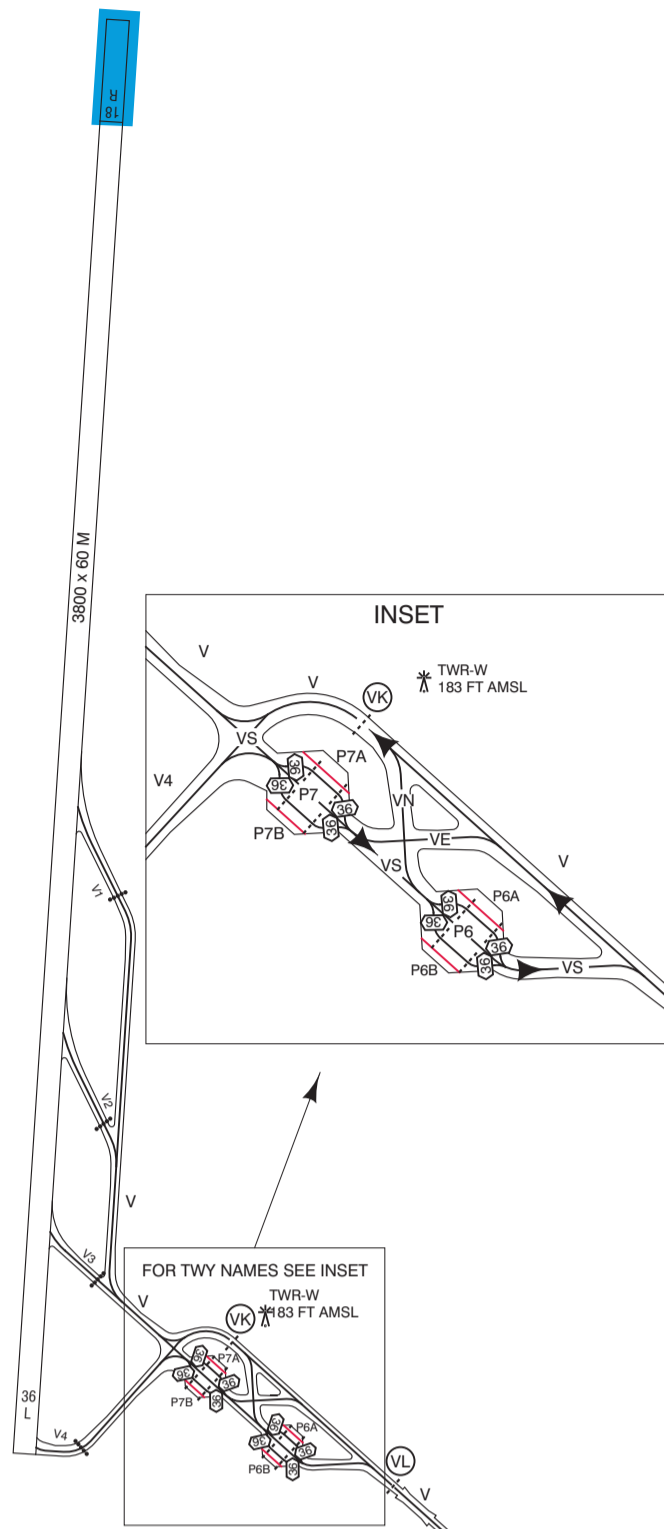 18
R
3800 x 60 M
INSET
V
V
VK
TWR-W
183 FT AMSL
VS
P7A
36
36
P7
V4
VN
36
36
P7B
VE
VS
V
P6A
36
36
P6
36
36
P6B
VS
V1
V2
V
V3
FOR TWY NAMES SEE INSET
V
TWR-W
183 FT AMSL
VK
P7A
36
36
36
36
P7B
36
L
V4
P6A
36
36
36
36
P6B
VL
V